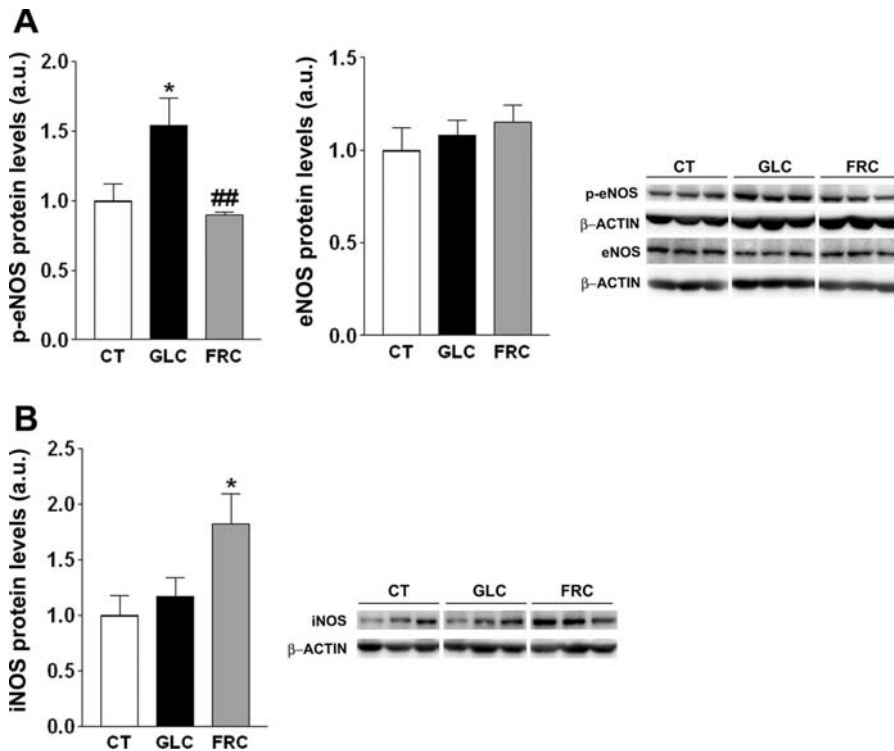 A
p-eNOS protein levels (a.u.)
2.0
1.5
1.0
0.5
0.0
*
##
CT GLC FRC
eNOS protein levels (a.u.)
1.5
1.0
0.5
0.0
CT GLC FRC
CT GLC FRC
p-eNOS
β-ACTIN
eNOS
β-ACTIN
B
iNOS protein levels (a.u.)
2.5
2.0
1.5
1.0
0.5
0.0
*
CT GLC FRC
CT GLC FRC
iNOS
β-ACTIN